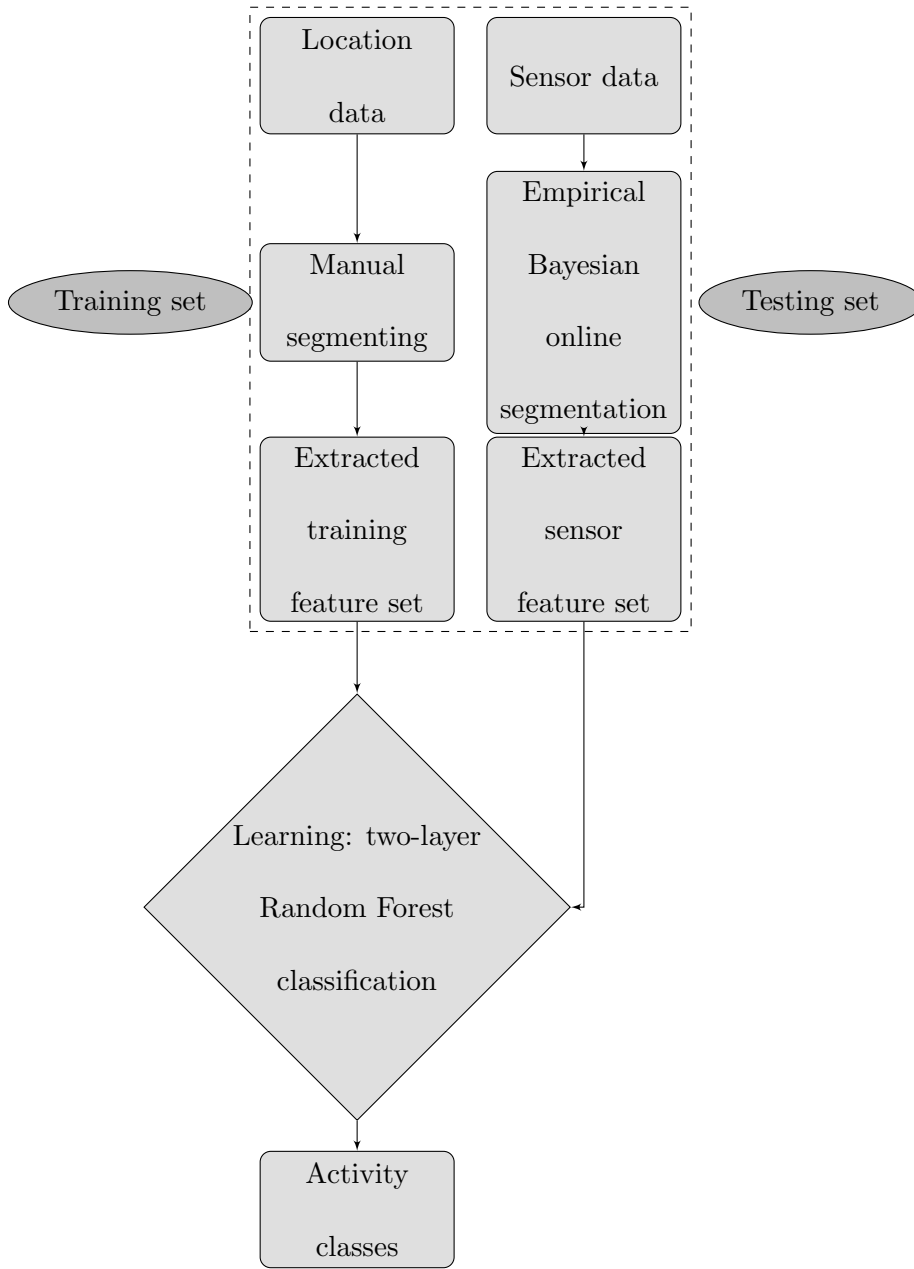 Location
data
Sensor data
Training set
Manual
segmenting
Empirical
Bayesian
online
segmentation
Testing set
Extracted
training
feature set
Extracted
sensor
feature set
Learning: two-layer
Random Forest
classification
Activity
classes